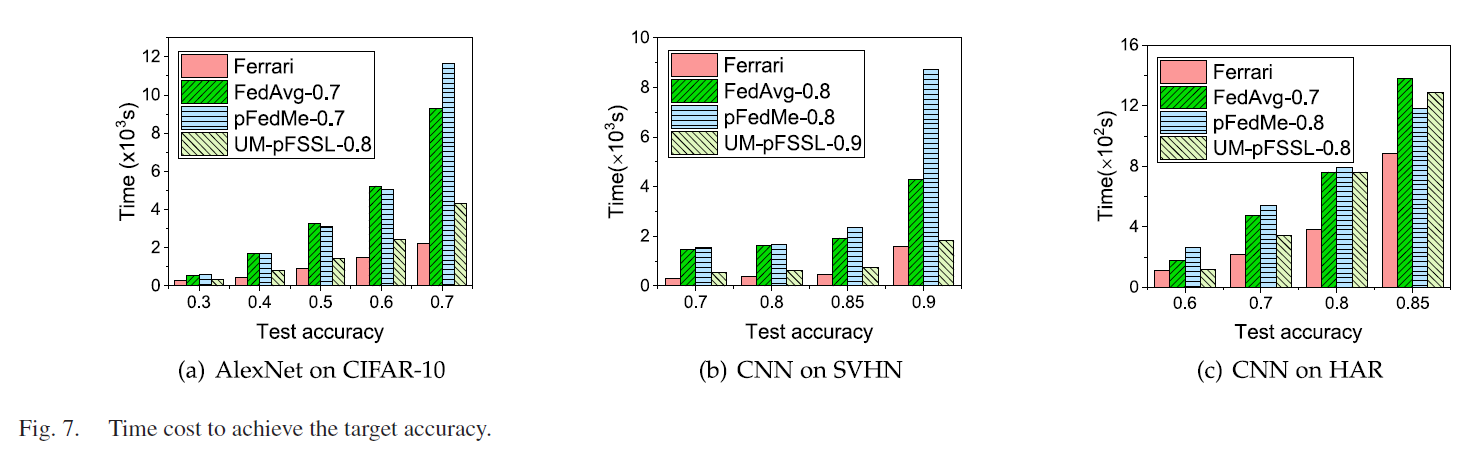 12
10
8
6
4
2
0
Time (x10³s)
Ferrari
FedAvg-0.7
pFedMe-0.7
UM-pFSSL-0.8
0.3 0.4 0.5 0.6 0.7
Test accuracy
(a) AlexNet on CIFAR-10
10
8
6
4
2
0
Time(×10³s)
Ferrari
FedAvg-0.8
pFedMe-0.8
UM-pFSSL-0.9
0.7 0.8 0.85 0.9
Test accuracy
(b) CNN on SVHN
16
12
8
4
0
Time(×10²s)
Ferrari
FedAvg-0.7
pFedMe-0.8
UM-pFSSL-0.8
0.6 0.7 0.8 0.85
Test accuracy
(c) CNN on HAR
Fig. 7. Time cost to achieve the target accuracy.